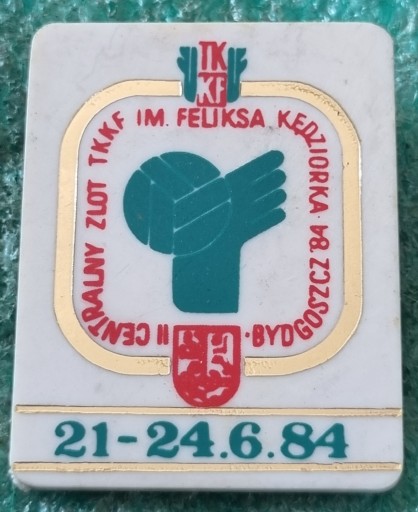 TK
KF
II CENTRALNY ZLOT TKKF IM. FELIKSA KĘDZIORKA · BYDGOSZCZ '84
21-24.6.84